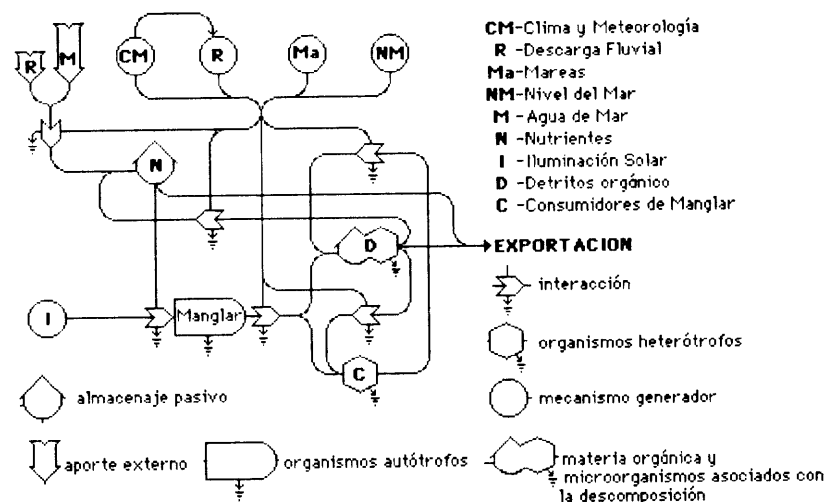 CM-Clima y Meteorología
R -Descarga Fluvial
Ma-Mareas
NM-Nivel del Mar
M -Agua de Mar
N -Nutrientes
I -Iluminación Solar
D -Detritos orgánico
C -Consumidores de Manglar
R
M
CM
R
Ma
NM
N
D
EXPORTACION
interacción
I
Manglar
C
organismos heterótrofos
almacenaje pasivo
mecanismo generador
aporte externo
organismos autótrofos
materia orgánica y
microorganismos asociados con
la descomposición